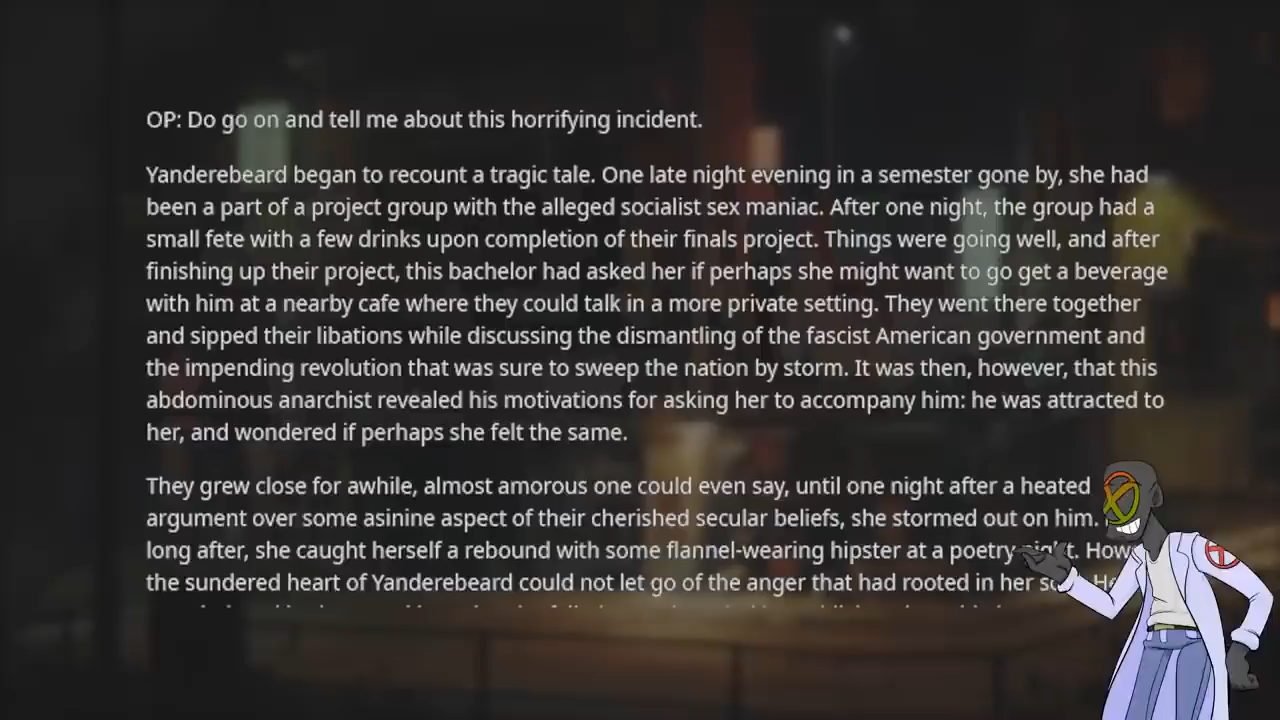 OP: Do go on and tell me about this horrifying incident.
Yanderebeard began to recount a tragic tale. One late night evening in a semester gone by, she had
been a part of a project group with the alleged socialist sex maniac. After one night, the group had a
small fete with a few drinks upon completion of their finals project. Things were going well, and after
finishing up their project, this bachelor had asked her if perhaps she might want to go get a beverage
with him at a nearby cafe where they could talk in a more private setting. They went there together
and sipped their libations while discussing the dismantling of the fascist American government and
the impending revolution that was sure to sweep the nation by storm. It was then, however, that this
abdominous anarchist revealed his motivations for asking her to accompany him: he was attracted to
her, and wondered if perhaps she felt the same.
They grew close for awhile, almost amorous one could even say, until one night after a heated
argument over some asinine aspect of their cherished secular beliefs, she stormed out on him.
long after, she caught herself a rebound with some flannel-wearing hipster at a poetry night.
the sundered heart of Yanderebeard could not let go of the anger that had rooted in her